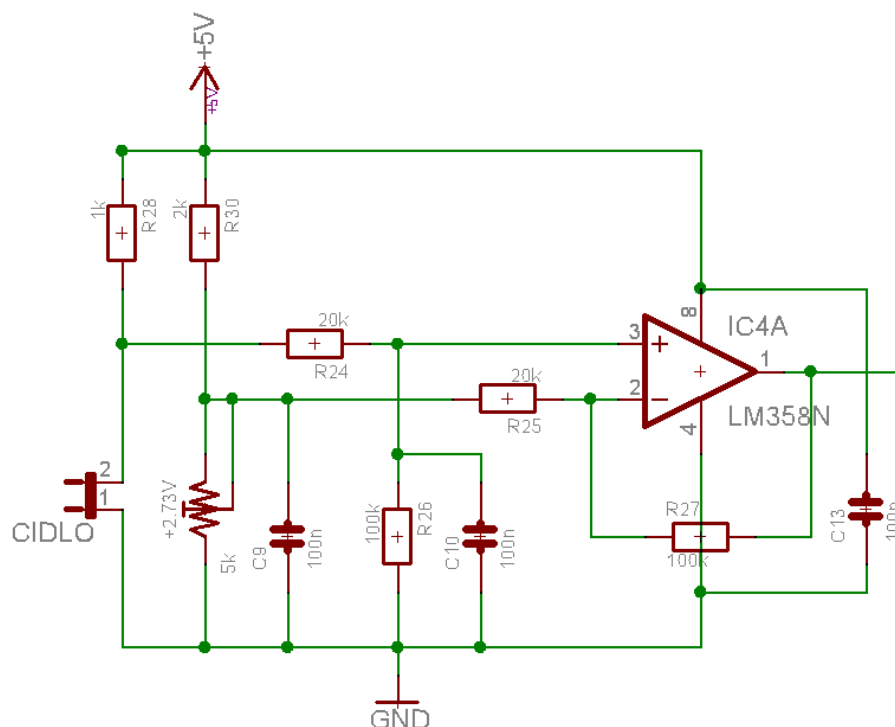 +5V
+5V
1k
R28
2k
R30
20k
R24
3
8
IC4A
1
2
20k
R25
4
LM358N
2
1
CIDLO
+2.73V
5k
C9
100n
100k
R26
C10
100n
R27
100k
C13
100n
GND